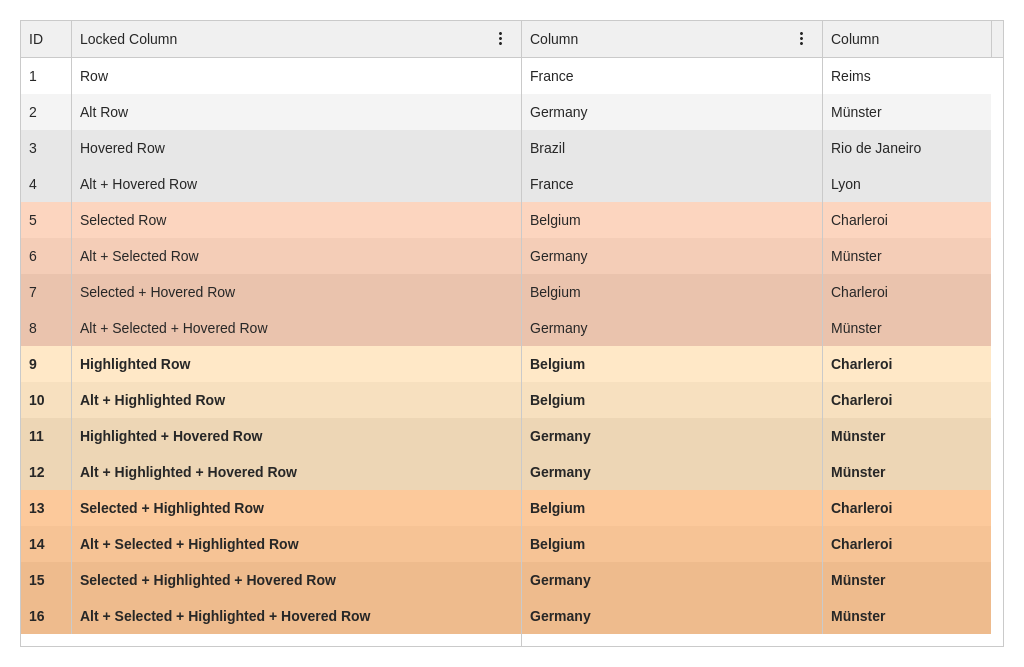 ID Locked Column Column Column
1 Row France Reims
2 Alt Row Germany Münster
3 Hovered Row Brazil Rio de Janeiro
4 Alt + Hovered Row France Lyon
5 Selected Row Belgium Charleroi
6 Alt + Selected Row Germany Münster
7 Selected + Hovered Row Belgium Charleroi
8 Alt + Selected + Hovered Row Germany Münster
9 Highlighted Row Belgium Charleroi
10 Alt + Highlighted Row Belgium Charleroi
11 Highlighted + Hovered Row Germany Münster
12 Alt + Highlighted + Hovered Row Germany Münster
13 Selected + Highlighted Row Belgium Charleroi
14 Alt + Selected + Highlighted Row Belgium Charleroi
15 Selected + Highlighted + Hovered Row Germany Münster
16 Alt + Selected + Highlighted + Hovered Row Germany Münster